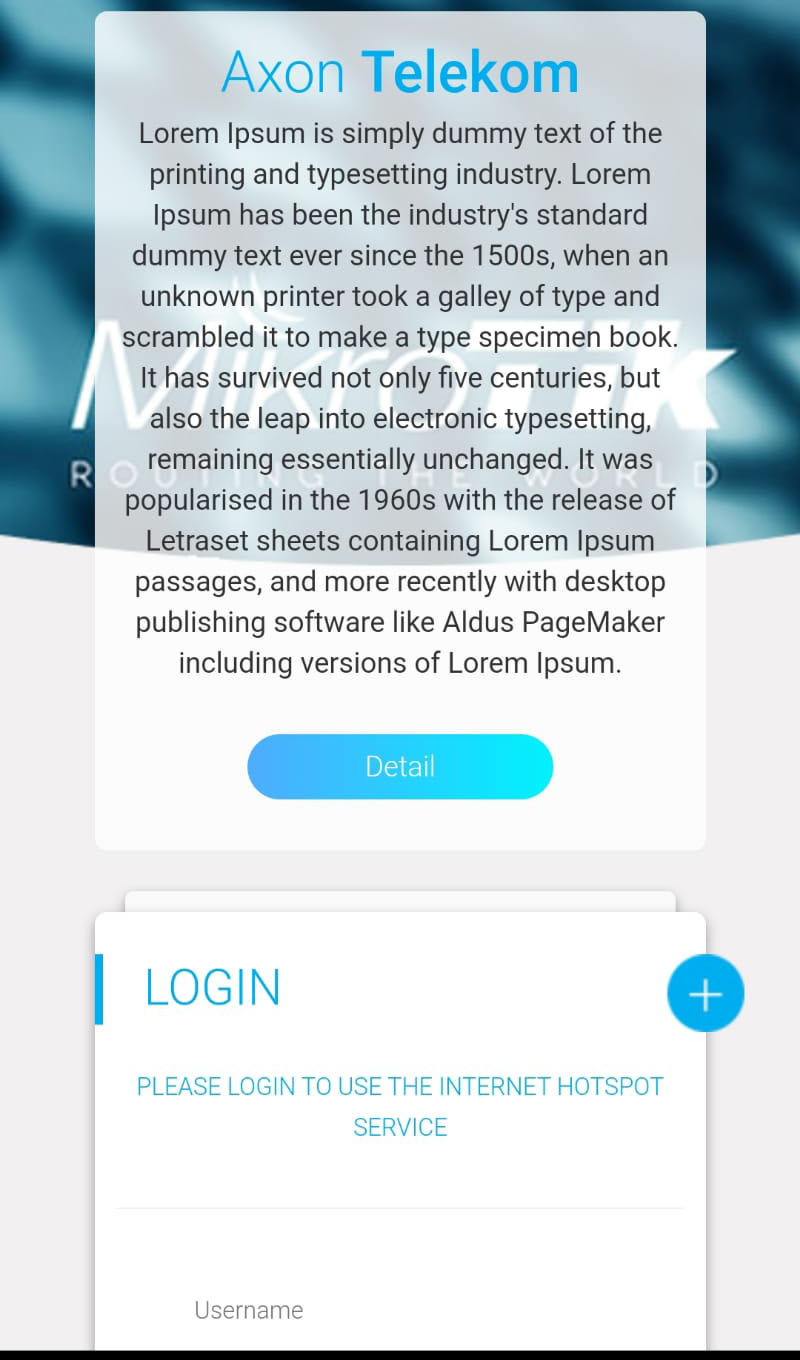 Axon Telekom
Lorem Ipsum is simply dummy text of the
printing and typesetting industry. Lorem
Ipsum has been the industry's standard
dummy text ever since the 1500s, when an
unknown printer took a galley of type and
scrambled it to make a type specimen book.
It has survived not only five centuries, but
also the leap into electronic typesetting,
remaining essentially unchanged. It was
popularised in the 1960s with the release of
Letraset sheets containing Lorem Ipsum
passages, and more recently with desktop
publishing software like Aldus PageMaker
including versions of Lorem Ipsum.
MikroTik
ROUTING THE WORLD
Detail
LOGIN
PLEASE LOGIN TO USE THE INTERNET HOTSPOT
SERVICE
Username